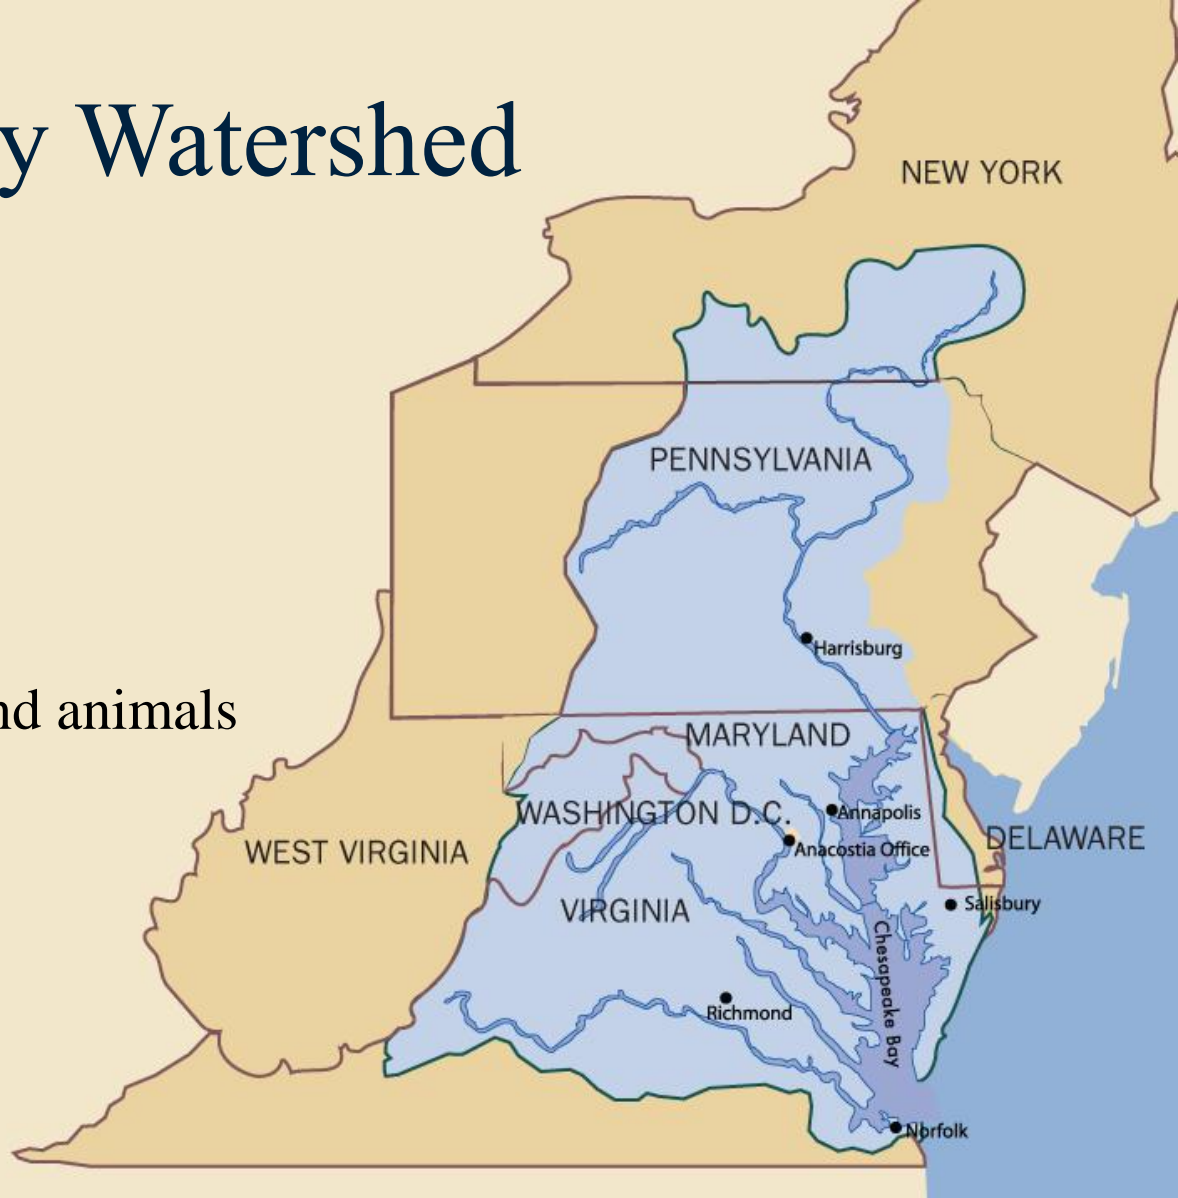 y Watershed
NEW YORK
PENNSYLVANIA
Harrisburg
nd animals
MARYLAND
WASHINGTON D.C.
Annapolis
DELAWARE
WEST VIRGINIA
Anacostia Office
VIRGINIA
Salisbury
Chesapeake Bay
Richmond
Norfolk